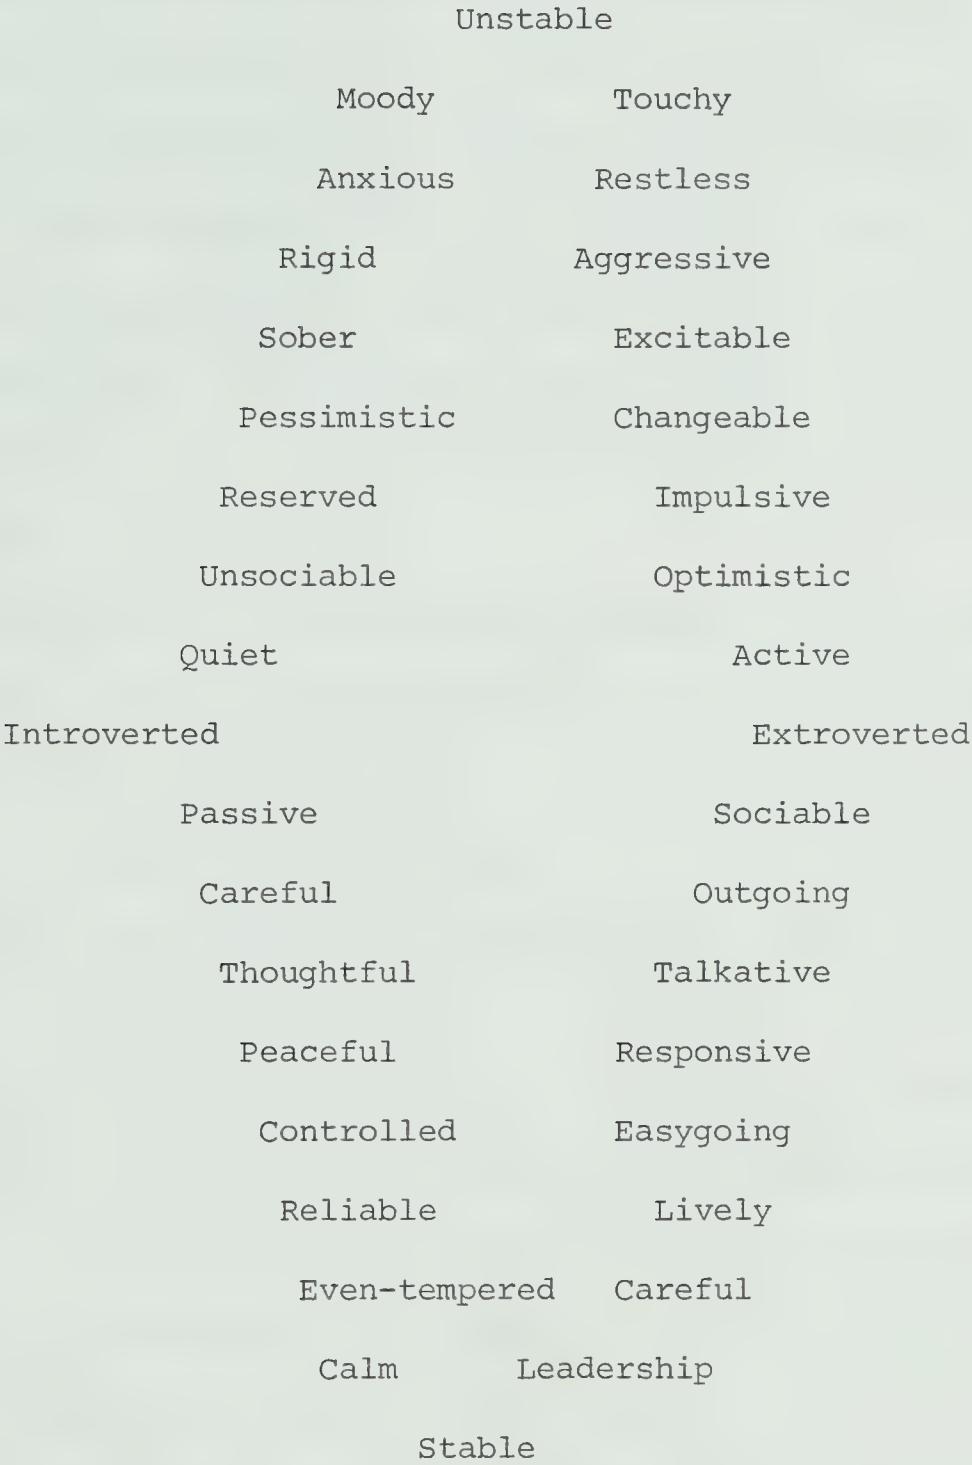 Unstable
Moody Touchy
Anxious Restless
Rigid Aggressive
Sober Excitable
Pessimistic Changeable
Reserved Impulsive
Unsociable Optimistic
Quiet Active
Introverted Extroverted
Passive Sociable
Careful Outgoing
Thoughtful Talkative
Peaceful Responsive
Controlled Easygoing
Reliable Lively
Even-tempered Careful
Calm Leadership
Stable